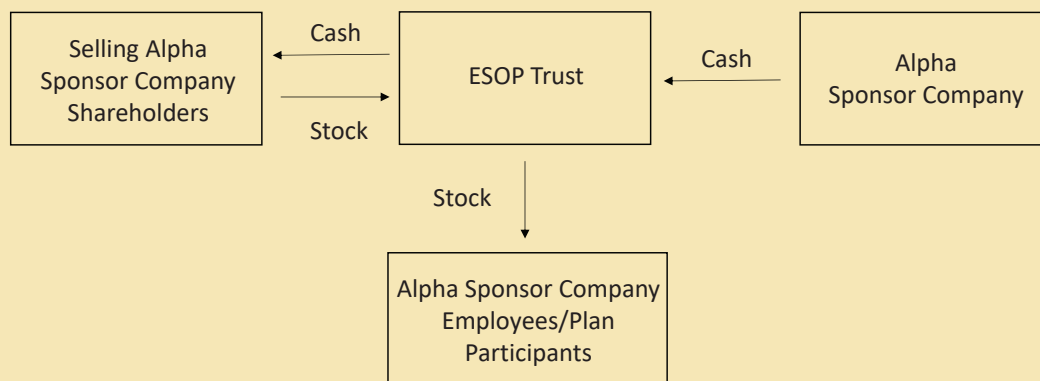 Selling Alpha
Sponsor Company
Shareholders
Cash
Stock
ESOP Trust
Cash
Alpha
Sponsor Company
Stock
Alpha Sponsor Company
Employees/Plan
Participants